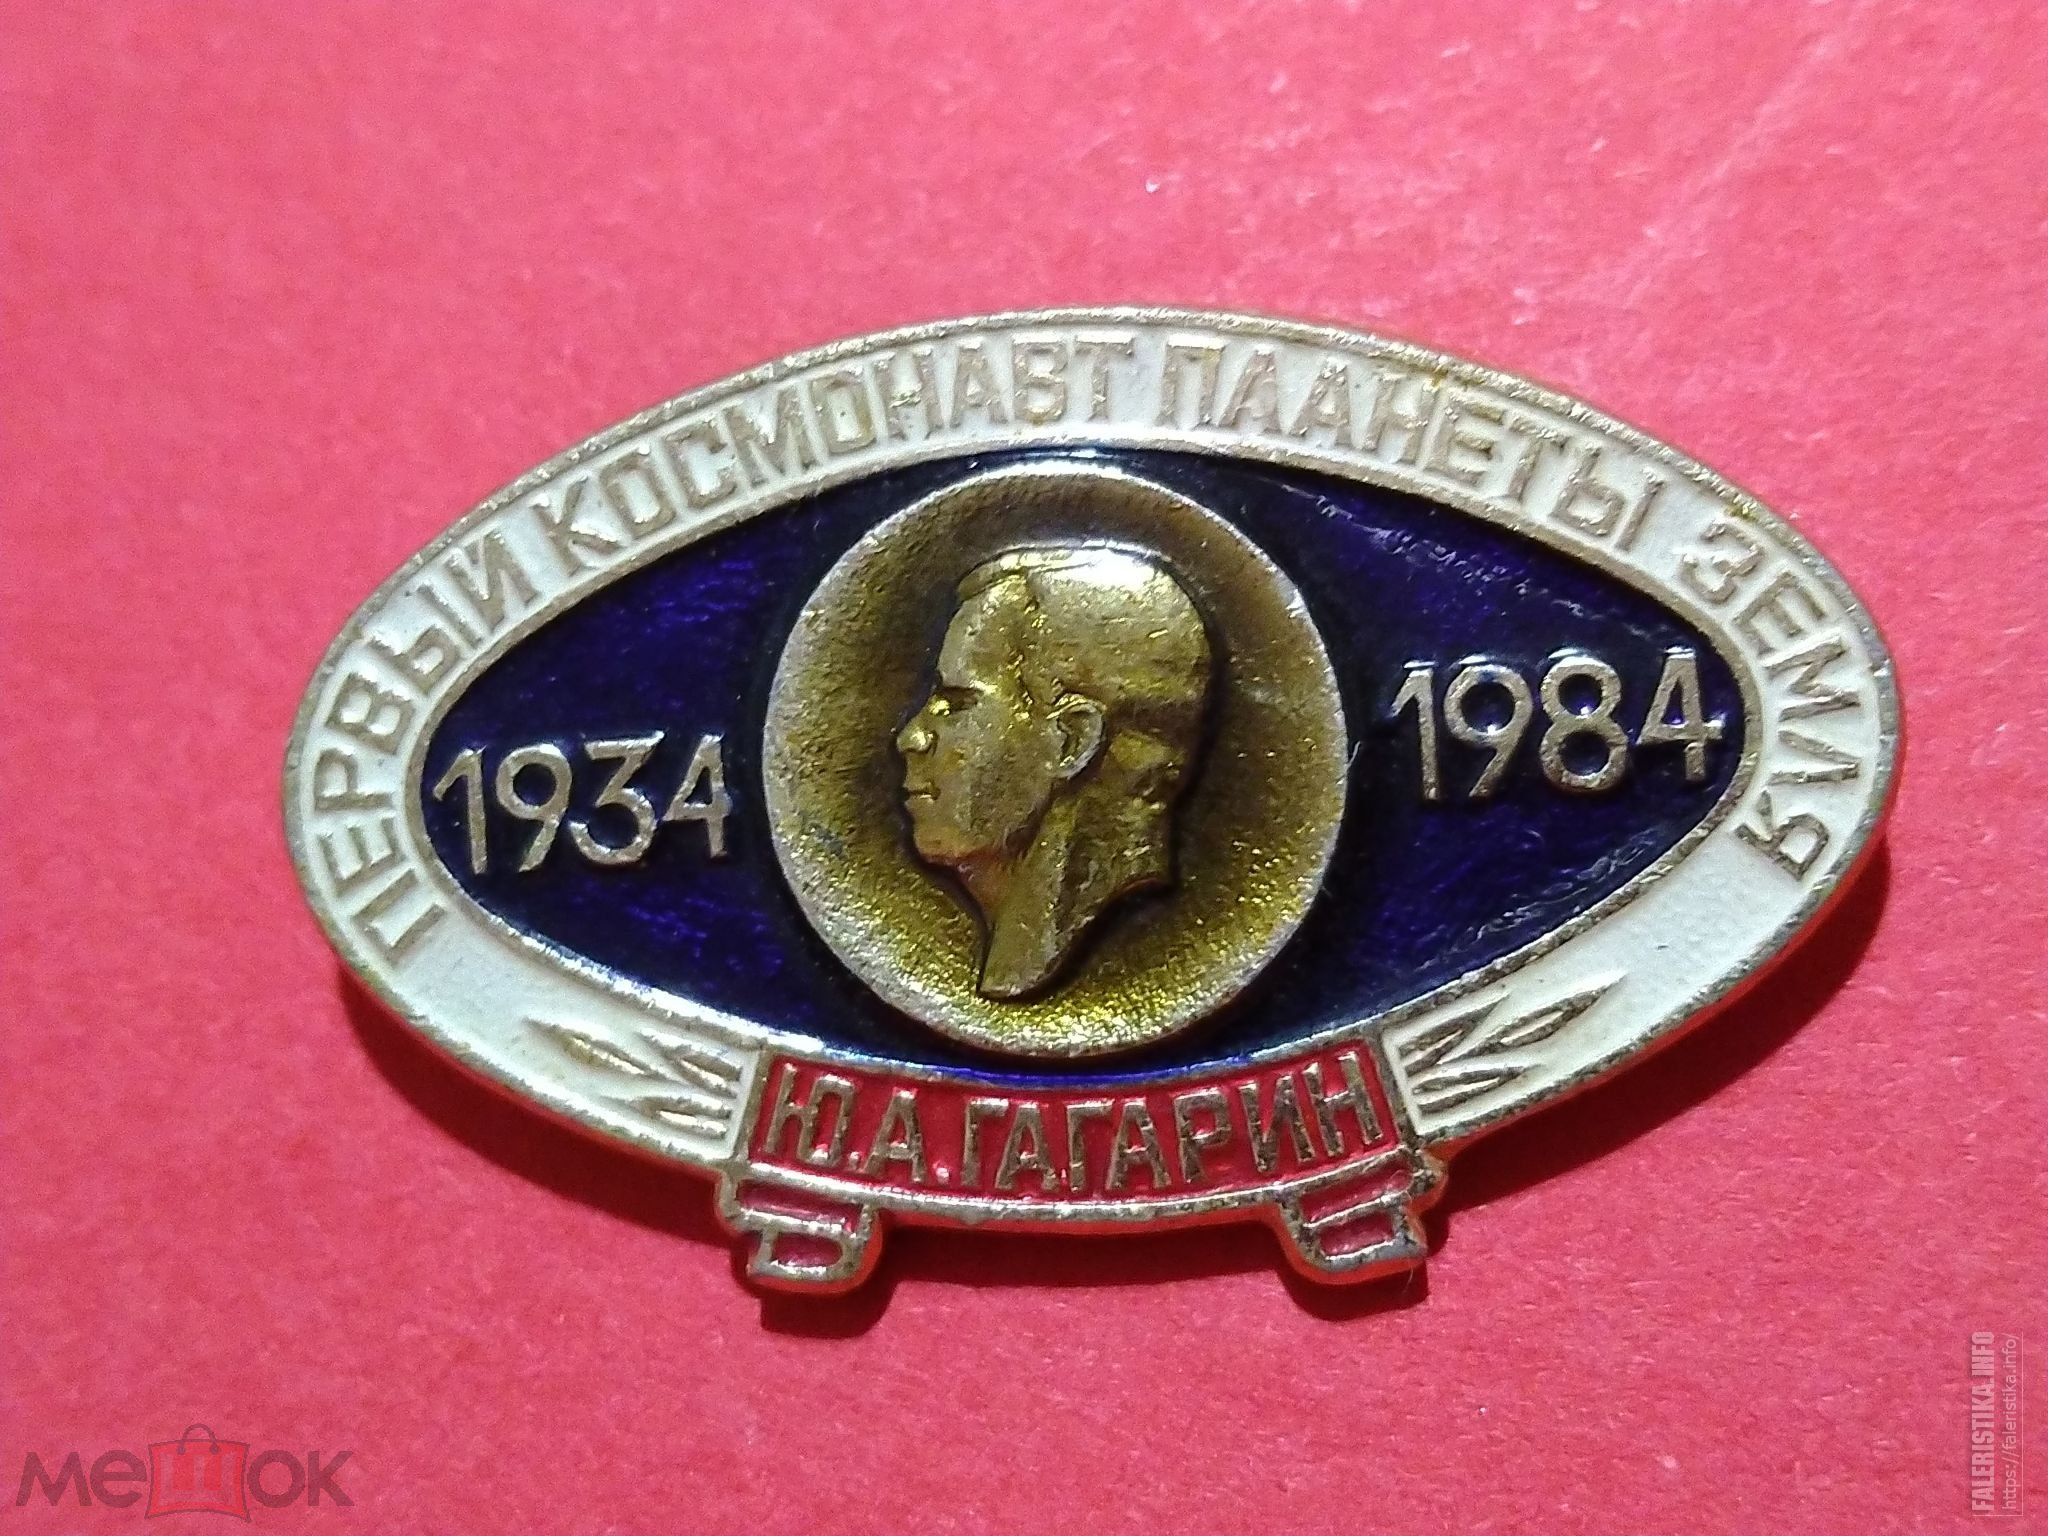 ПЕРВЫЙ КОСМОНАВТ ПЛАНЕТЫ ЗЕМЛЯ
1934
1984
Ю.А.ГАГАРИН
мешок
FALERISTIKA.INFO
https://faleristika.info/